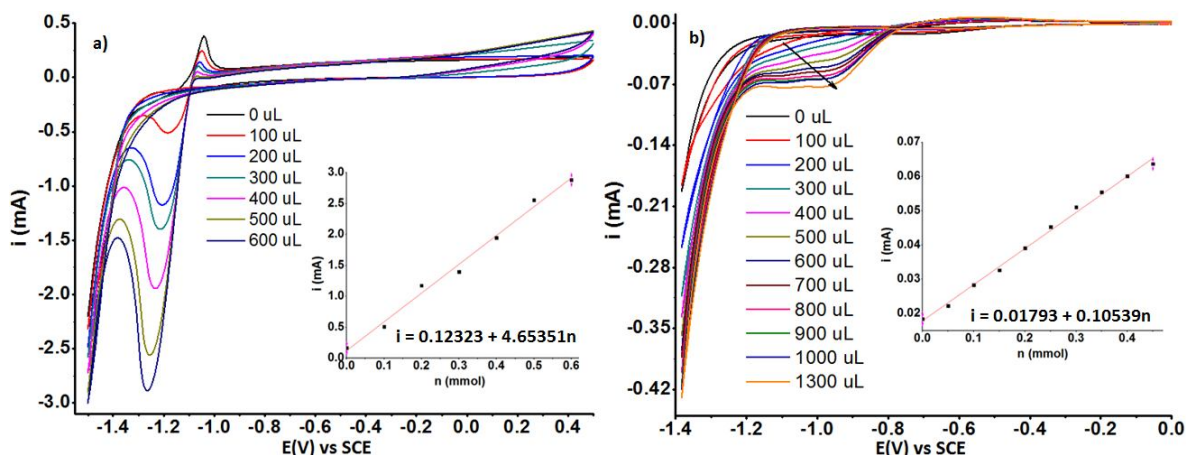 a)
i (mA)
0.5
0.0
-0.5
-1.0
-1.5
-2.0
-2.5
-3.0
0 uL
100 uL
200 uL
300 uL
400 uL
500 uL
600 uL
i (mA)
3.0
2.5
2.0
1.5
1.0
0.5
0.0
i = 0.12323 + 4.65351n
0.0 0.1 0.2 0.3 0.4 0.5 0.6
n (mmol)
-1.6 -1.4 -1.2 -1.0 -0.8 -0.6 -0.4 -0.2 0.0 0.2 0.4
E(V) vs SCE
b)
i (mA)
0.00
-0.07
-0.14
-0.21
-0.28
-0.35
-0.42
0 uL
100 uL
200 uL
300 uL
400 uL
500 uL
600 uL
700 uL
800 uL
900 uL
1000 uL
1300 uL
i (mA)
0.07
0.06
0.05
0.04
0.03
0.02
i = 0.01793 + 0.10539n
0.0 0.1 0.2 0.3 0.4
n (mmol)
-1.4 -1.2 -1.0 -0.8 -0.6 -0.4 -0.2 0.0
E(V) vs SCE